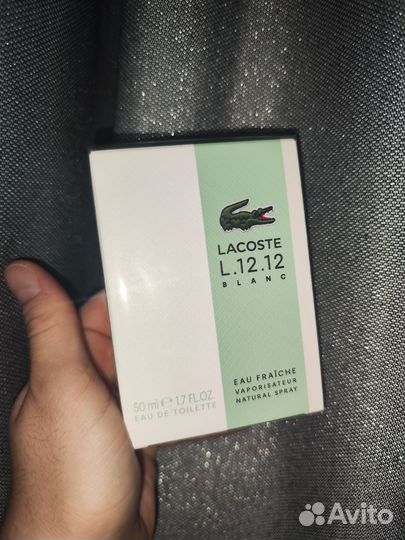 LACOSTE
L.12.12
BLANC
EAU FRAÎCHE
VAPORISATEUR
NATURAL SPRAY
50 ml ℮ 1.7 FL.OZ.
EAU DE TOILETTE
Avito